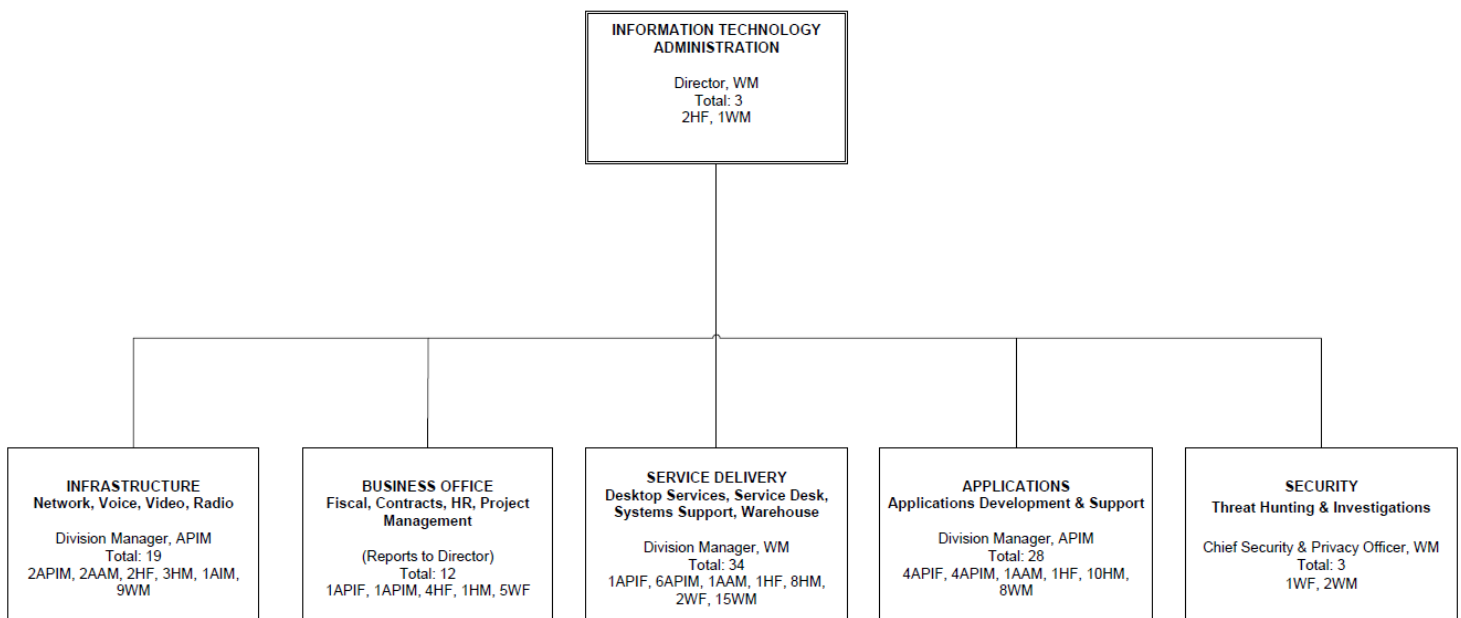 INFORMATION TECHNOLOGY
ADMINISTRATION
Director, WM
Total: 3
2HF, 1WM
INFRASTRUCTURE
Network, Voice, Video, Radio
Division Manager, APIM
Total: 19
2APIM, 2AAM, 2HF, 3HM, 1AIM,
9WM
BUSINESS OFFICE
Fiscal, Contracts, HR, Project
Management
(Reports to Director)
Total: 12
1APIF, 1APIM, 4HF, 1HM, 5WF
SERVICE DELIVERY
Desktop Services, Service Desk,
Systems Support, Warehouse
Division Manager, WM
Total: 34
1APIF, 6APIM, 1AAM, 1HF, 8HM,
2WF, 15WM
APPLICATIONS
Applications Development & Support
Division Manager, APIM
Total: 28
4APIF, 4APIM, 1AAM, 1HF, 10HM,
8WM
SECURITY
Threat Hunting & Investigations
Chief Security & Privacy Officer, WM
Total: 3
1WF, 2WM